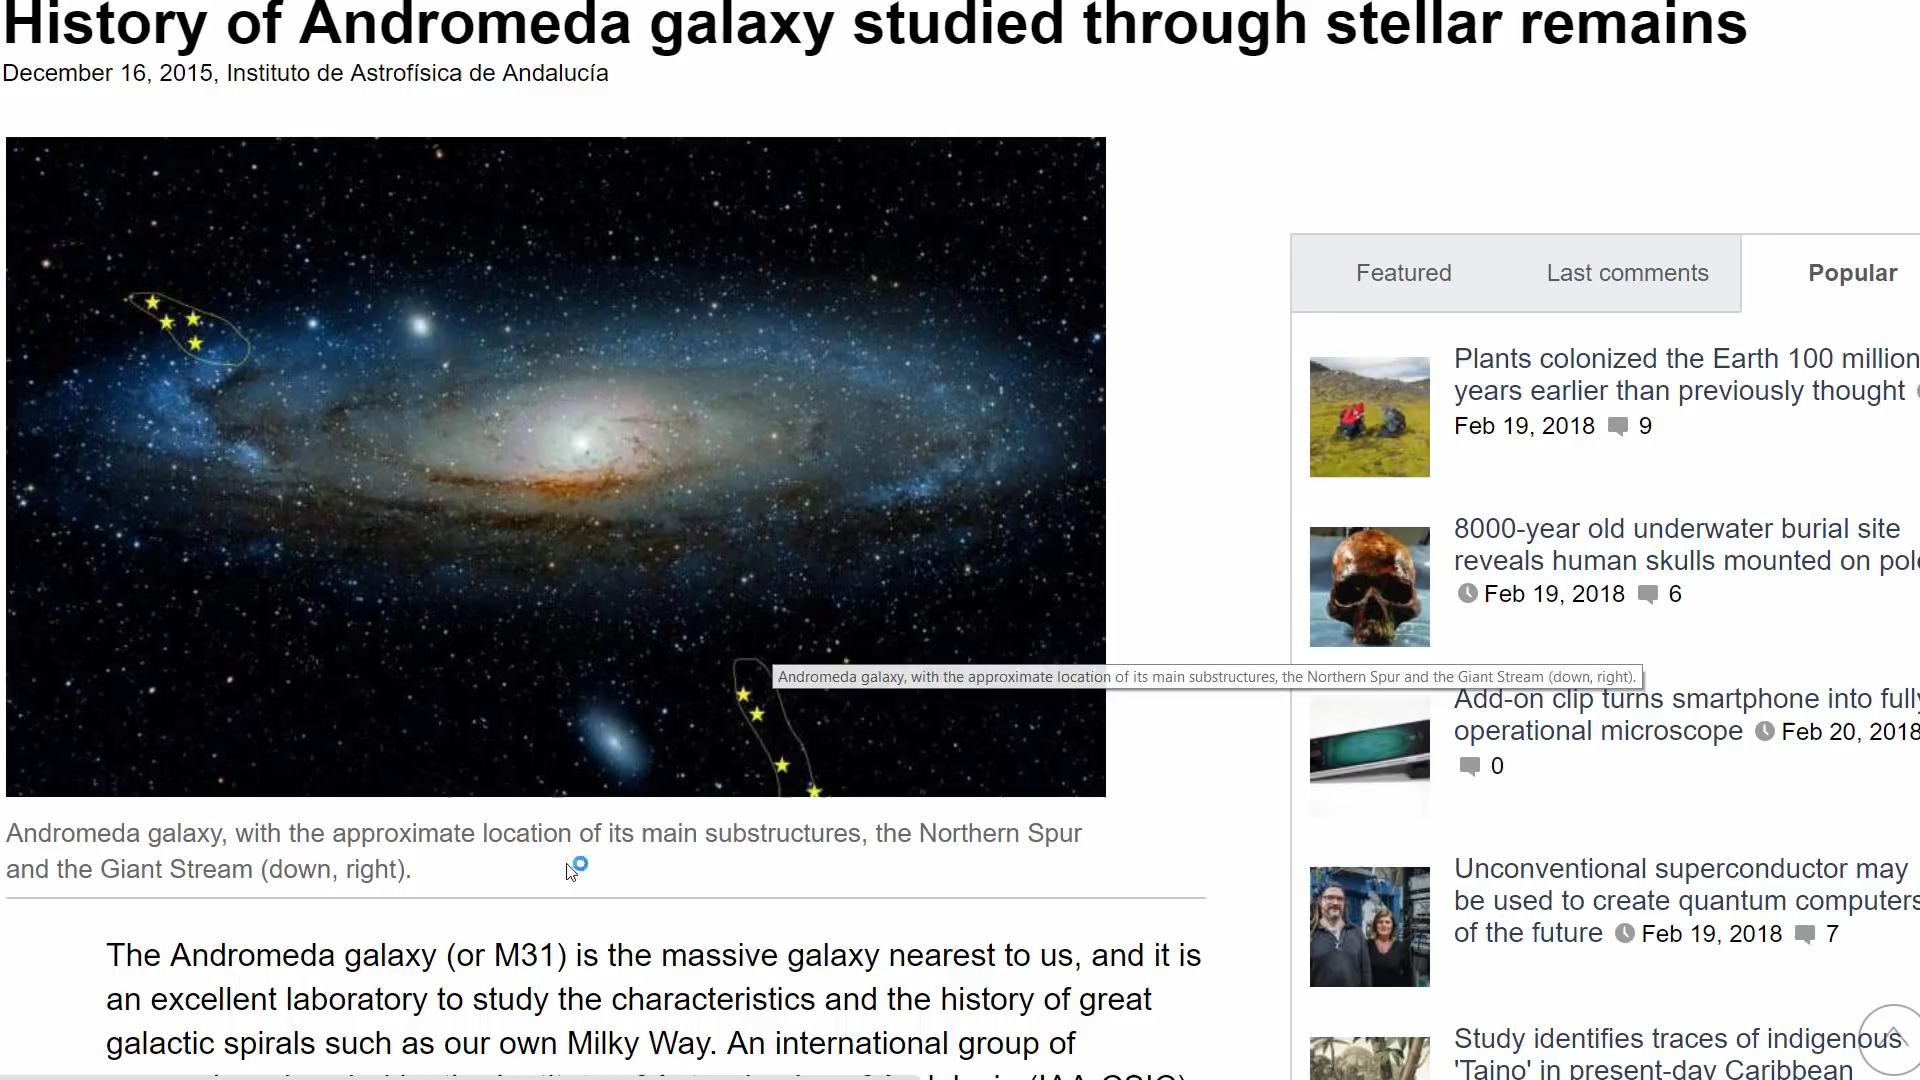 History of Andromeda galaxy studied through stellar remains
December 16, 2015, Instituto de Astrofísica de Andalucía
Featured
Last comments
Popular
Plants colonized the Earth 100 million
years earlier than previously thought
Feb 19, 2018 9
8000-year old underwater burial site
reveals human skulls mounted on
Feb 19, 2018 6
Andromeda galaxy, with the approximate location of its main substructures, the Northern Spur and the Giant Stream (down, right).
Add-on clip turns smartphone into fully
operational microscope Feb 20, 2018
0
Unconventional superconductor may
be used to create quantum computers
of the future Feb 19, 2018 7
Study identifies traces of indigenous
'Taino' in present-day Caribbean
Andromeda galaxy, with the approximate location of its main substructures, the Northern Spur
and the Giant Stream (down, right).
The Andromeda galaxy (or M31) is the massive galaxy nearest to us, and it is
an excellent laboratory to study the characteristics and the history of great
galactic spirals such as our own Milky Way. An international group of